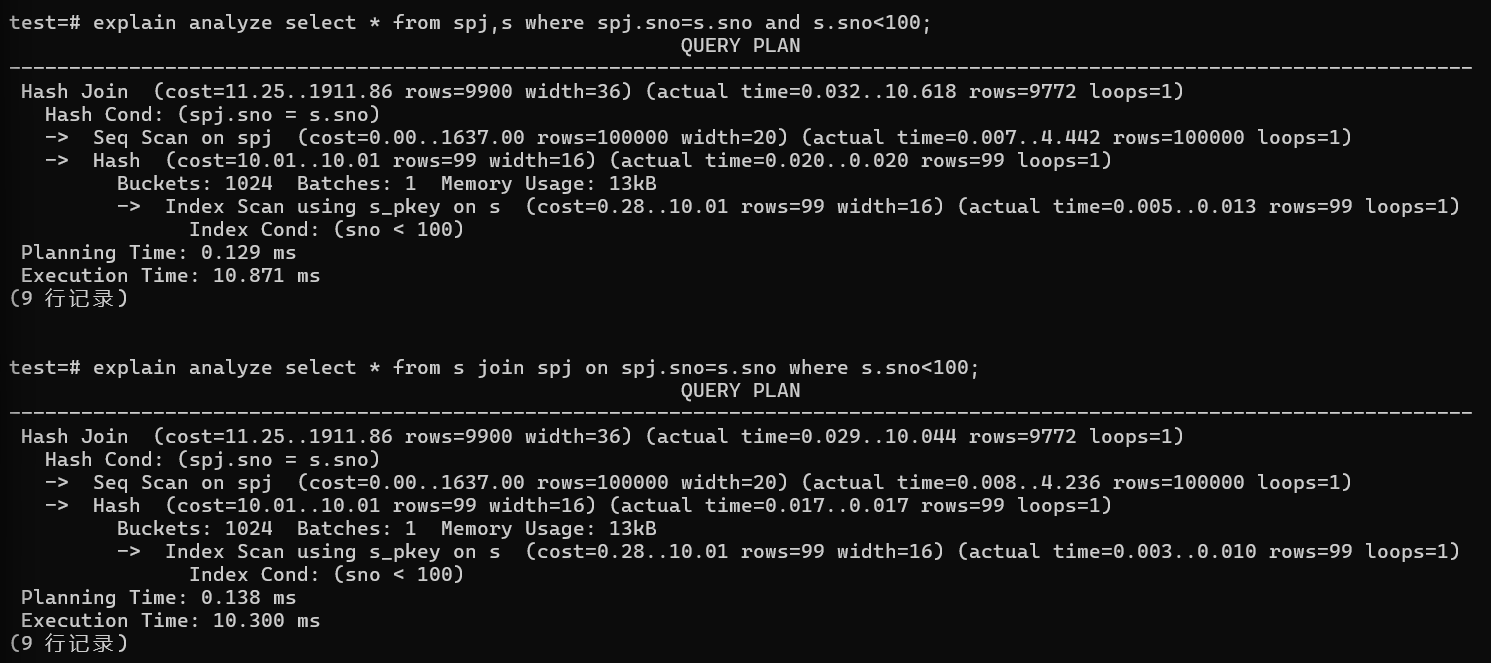 test=# explain analyze select * from spj,s where spj.sno=s.sno and s.sno<100;
QUERY PLAN
--------------------------------------------------------------------------------------------------------------------------
Hash Join  (cost=11.25..1911.86 rows=9900 width=36) (actual time=0.032..10.618 rows=9772 loops=1)
  Hash Cond: (spj.sno = s.sno)
  ->  Seq Scan on spj  (cost=0.00..1637.00 rows=100000 width=20) (actual time=0.007..4.442 rows=100000 loops=1)
  ->  Hash  (cost=10.01..10.01 rows=99 width=16) (actual time=0.020..0.020 rows=99 loops=1)
        Buckets: 1024  Batches: 1  Memory Usage: 13kB
        ->  Index Scan using s_pkey on s  (cost=0.28..10.01 rows=99 width=16) (actual time=0.005..0.013 rows=99 loops=1)
              Index Cond: (sno < 100)
Planning Time: 0.129 ms
Execution Time: 10.871 ms
(9 行记录)
test=# explain analyze select * from s join spj on spj.sno=s.sno where s.sno<100;
QUERY PLAN
--------------------------------------------------------------------------------------------------------------------------
Hash Join  (cost=11.25..1911.86 rows=9900 width=36) (actual time=0.029..10.044 rows=9772 loops=1)
  Hash Cond: (spj.sno = s.sno)
  ->  Seq Scan on spj  (cost=0.00..1637.00 rows=100000 width=20) (actual time=0.008..4.236 rows=100000 loops=1)
  ->  Hash  (cost=10.01..10.01 rows=99 width=16) (actual time=0.017..0.017 rows=99 loops=1)
        Buckets: 1024  Batches: 1  Memory Usage: 13kB
        ->  Index Scan using s_pkey on s  (cost=0.28..10.01 rows=99 width=16) (actual time=0.003..0.010 rows=99 loops=1)
              Index Cond: (sno < 100)
Planning Time: 0.138 ms
Execution Time: 10.300 ms
(9 行记录)